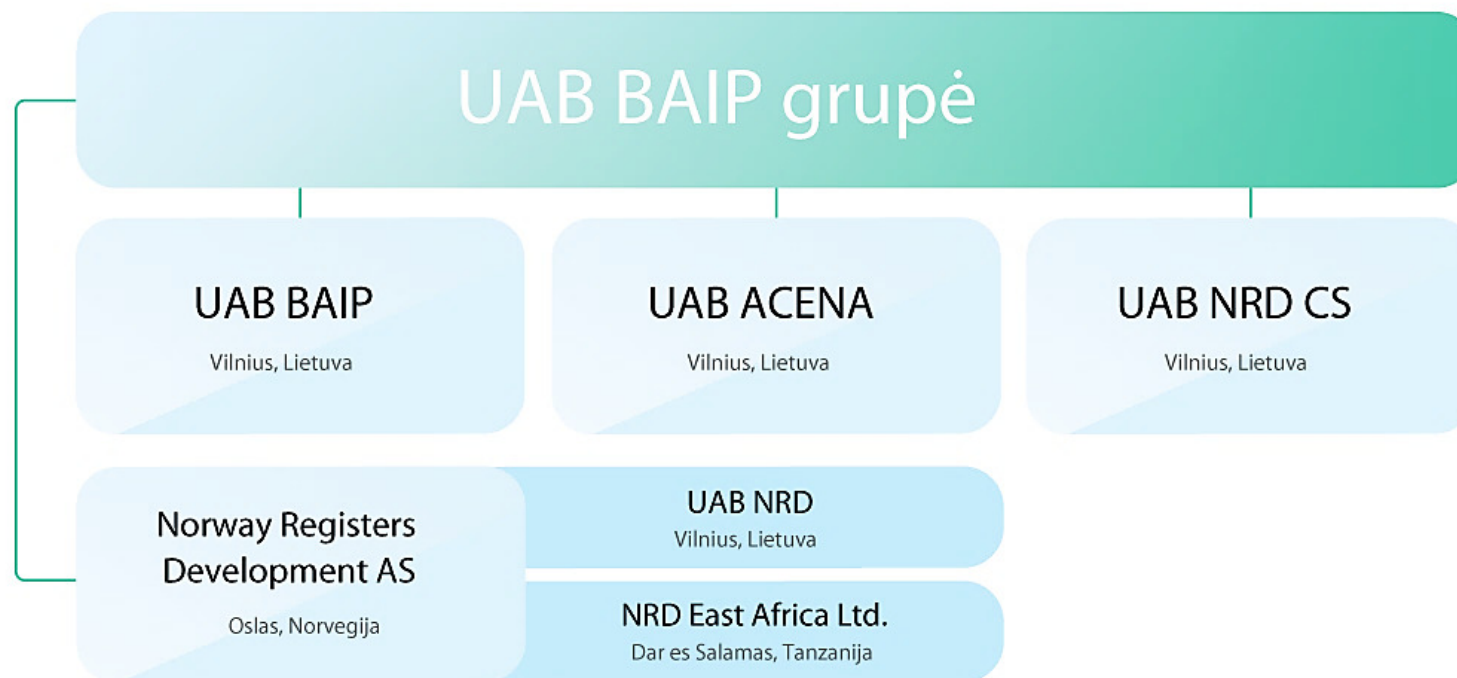 UAB BAIP grupė
UAB BAIP
Vilnius, Lietuva
UAB ACENA
Vilnius, Lietuva
UAB NRD CS
Vilnius, Lietuva
Norway Registers
Development AS
Oslas, Norvegija
UAB NRD
Vilnius, Lietuva
NRD East Africa Ltd.
Dar es Salamas, Tanzanija